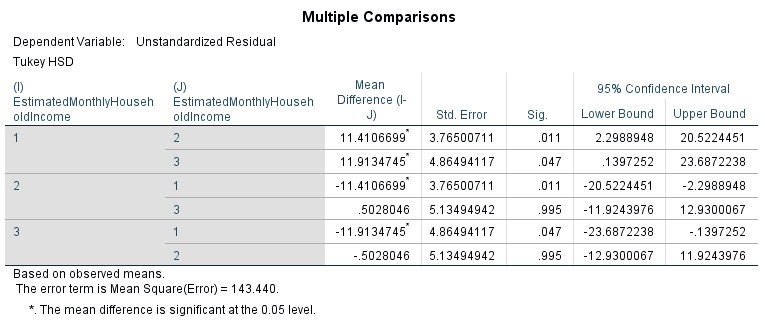 Multiple Comparisons
Dependent Variable: Unstandardized Residual
Tukey HSD
(I) EstimatedMonthlyHouseholdIncome (J) EstimatedMonthlyHouseholdIncome Mean Difference (I-J) Std. Error Sig. 95% Confidence Interval
Lower Bound Upper Bound
1 2 11.4106699* 3.76500711 .011 2.2988948 20.5224451
3 11.9134745* 4.86494117 .047 .1397252 23.6872238
2 1 -11.4106699* 3.76500711 .011 -20.5224451 -2.2988948
3 .5028046 5.13494942 .995 -11.9243976 12.9300067
3 1 -11.9134745* 4.86494117 .047 -23.6872238 -.1397252
2 -.5028046 5.13494942 .995 -12.9300067 11.9243976
Based on observed means.
The error term is Mean Square(Error) = 143.440.
*. The mean difference is significant at the 0.05 level.